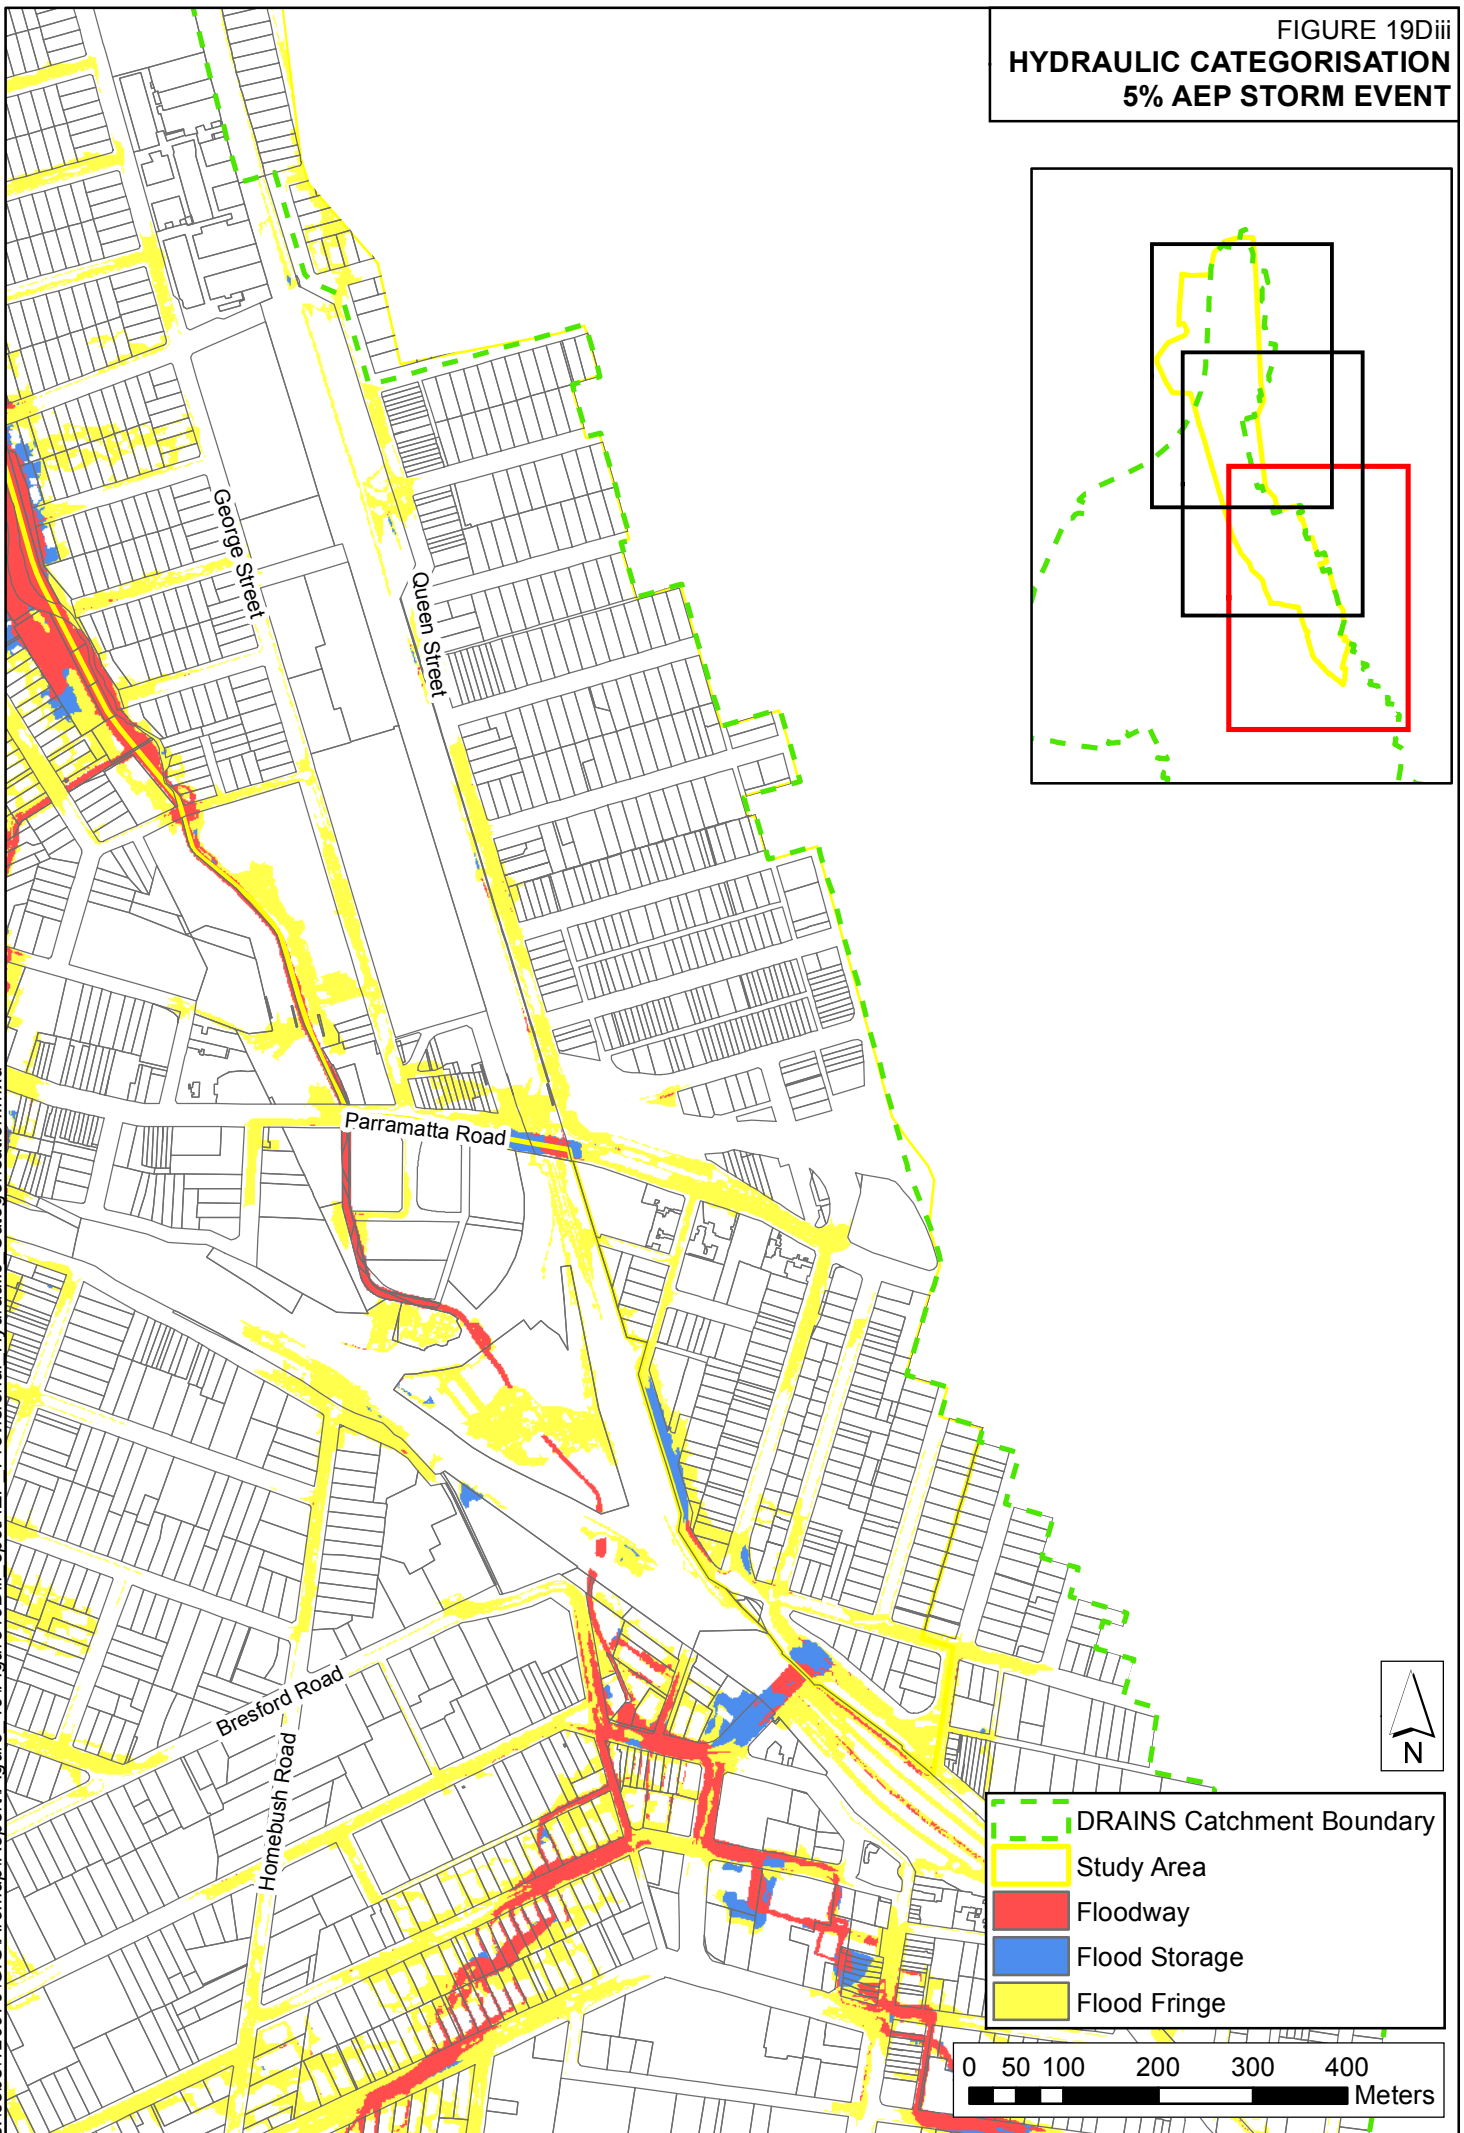 FIGURE 19Diii
HYDRAULIC CATEGORISATION
5% AEP STORM EVENT
George Street
Queen Street
Parramatta Road
Bresford Road
Homebush Road
N
DRAINS Catchment Boundary
Study Area
Floodway
Flood Storage
Flood Fringe
0 50 100 200 300 400
Meters